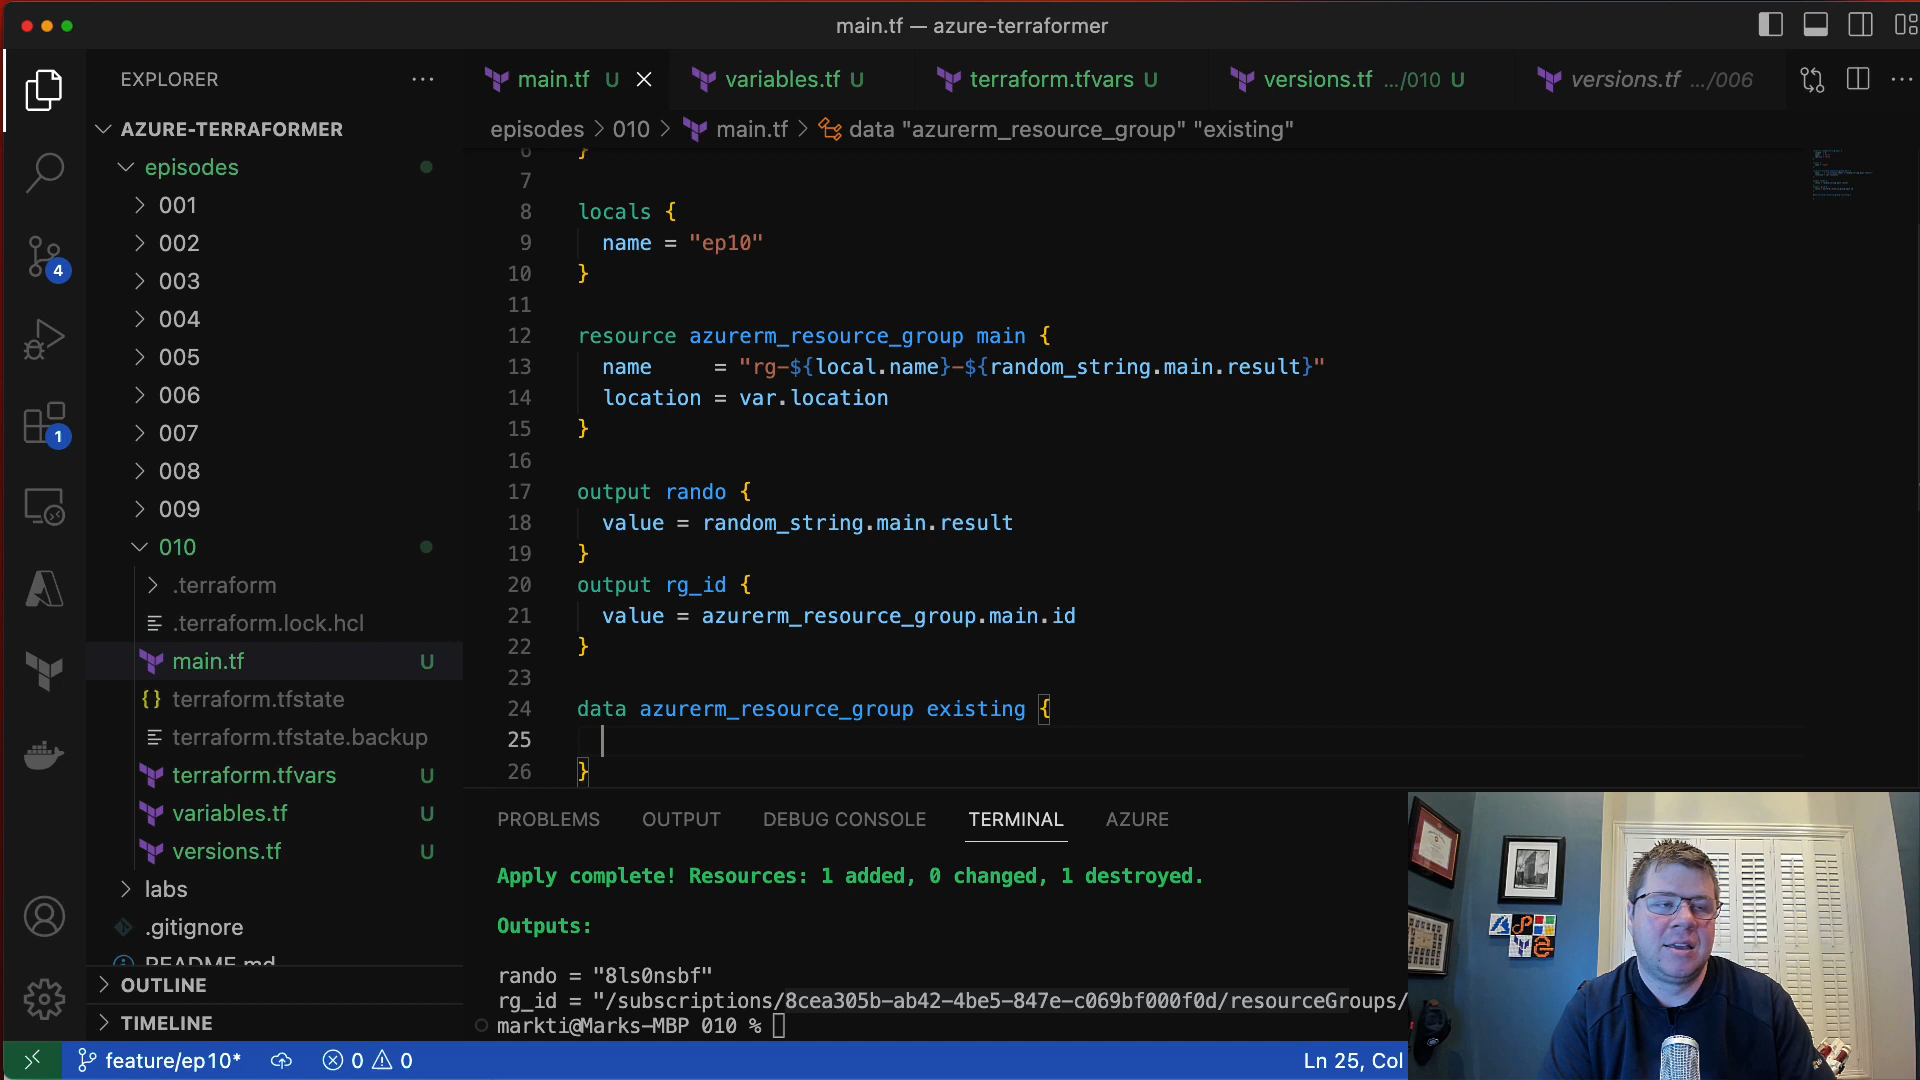 main.tf — azure-terraformer
EXPLORER
main.tf U
variables.tf U
terraform.tfvars U
versions.tf .../010 U
versions.tf .../006
AZURE-TERRAFORMER
episodes
001
002
003
004
005
006
007
008
009
010
.terraform
.terraform.lock.hcl
main.tf U
terraform.tfstate
terraform.tfstate.backup
terraform.tfvars U
variables.tf U
versions.tf U
labs
.gitignore
README.md
OUTLINE
TIMELINE
4
1
episodes > 010 > main.tf > data "azurerm_resource_group" "existing"
6 }
7
8 locals {
9 name = "ep10"
10 }
11
12 resource azurerm_resource_group main {
13 name = "rg-${local.name}-${random_string.main.result}"
14 location = var.location
15 }
16
17 output rando {
18 value = random_string.main.result
19 }
20 output rg_id {
21 value = azurerm_resource_group.main.id
22 }
23
24 data azurerm_resource_group existing {
25
26 }
PROBLEMS OUTPUT DEBUG CONSOLE TERMINAL AZURE
Apply complete! Resources: 1 added, 0 changed, 1 destroyed.
Outputs:
rando = "8ls0nsbf"
rg_id = "/subscriptions/8cea305b-ab42-4be5-847e-c069bf000f0d/resourceGroups/
markti@Marks-MBP 010 %
feature/ep10* 0 0
Ln 25, Col